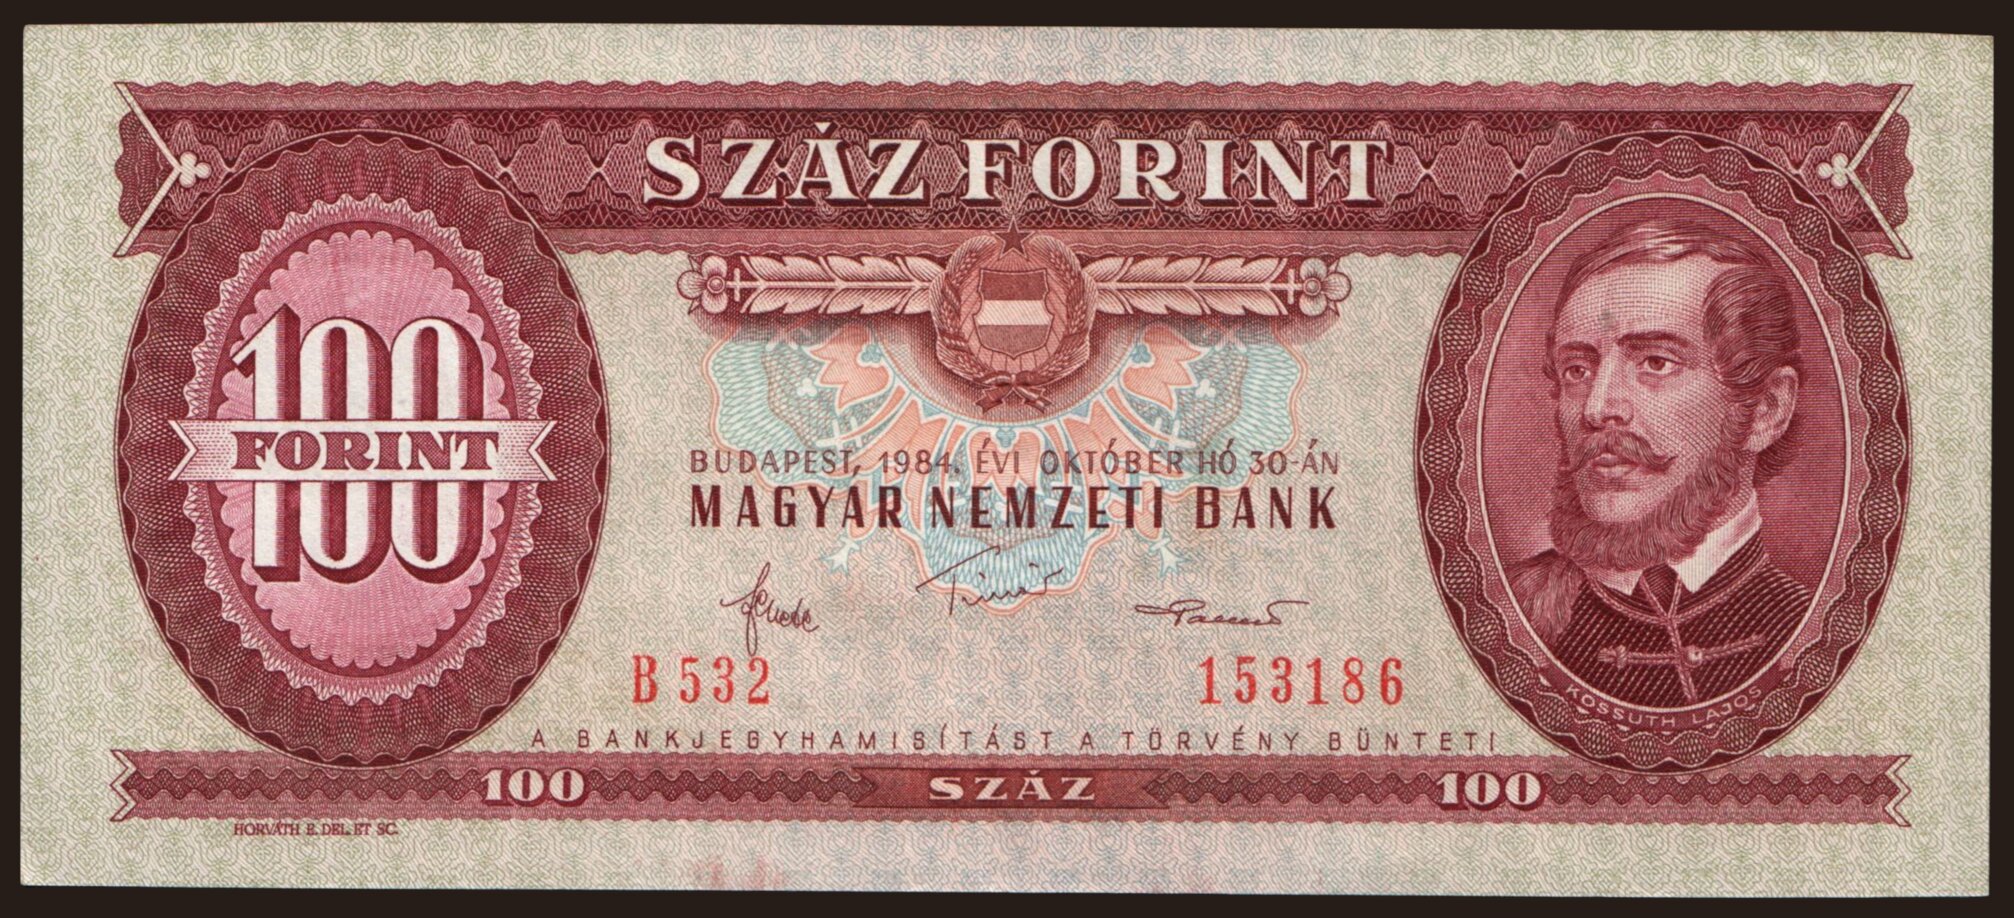 SZÁZ FORINT
100
FORINT
100
BUDAPEST, 1984. ÉVI OKTÓBER HÓ 30-ÁN
MAGYAR NEMZETI BANK
B 532
153186
KOSSUTH LAJOS
A BANKJEGYHAMISÍTÁST A TÖRVÉNY BÜNTETI
100
SZÁZ
100
HORVÁTH E. DEL. ET SC.